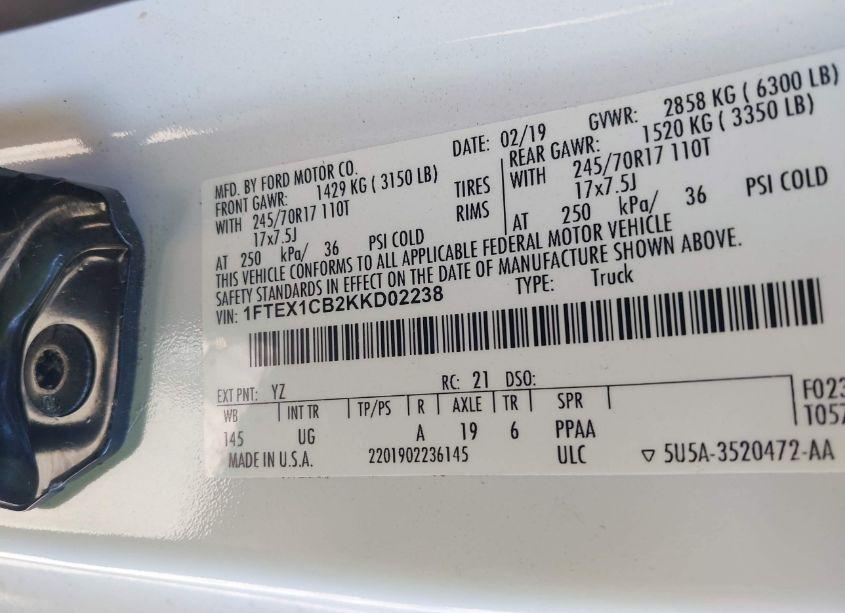 MFD. BY FORD MOTOR CO.
DATE: 02/19 GVWR: 2858 KG ( 6300 LB)
FRONT GAWR: 1429 KG ( 3150 LB) REAR GAWR: 1520 KG ( 3350 LB)
WITH 245/70R17 110T TIRES WITH 245/70R17 110T
17x7.5J RIMS 17x7.5J
AT 250 kPa/ 36 PSI COLD AT 250 kPa/ 36 PSI COLD
THIS VEHICLE CONFORMS TO ALL APPLICABLE FEDERAL MOTOR VEHICLE
SAFETY STANDARDS IN EFFECT ON THE DATE OF MANUFACTURE SHOWN ABOVE.
VIN: 1FTEX1CB2KKD02238 TYPE: Truck
EXT PNT: YZ RC: 21 DSO:
WB INT TR TP/PS R AXLE TR SPR F023
145 UG A 19 6 PPAA T057
MADE IN U.S.A. 2201902236145 ULC ▽ 5U5A-3520472-AA